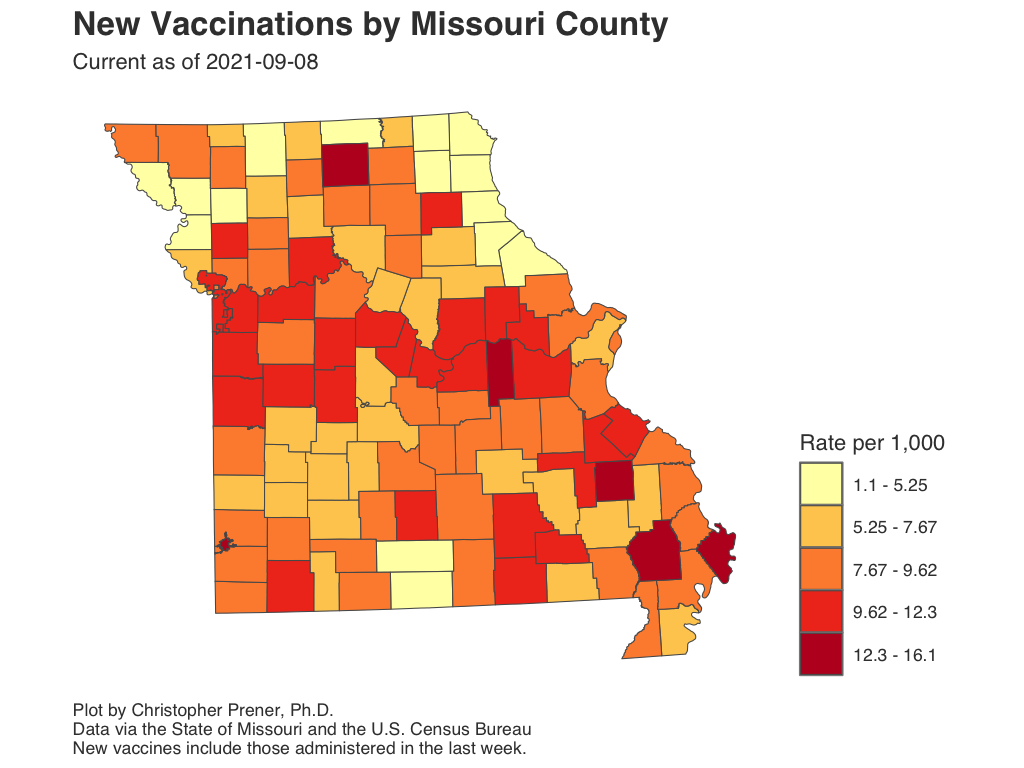 New Vaccinations by Missouri County
Current as of 2021-09-08
Rate per 1,000
1.1 - 5.25
5.25 - 7.67
7.67 - 9.62
9.62 - 12.3
12.3 - 16.1
Plot by Christopher Prener, Ph.D.
Data via the State of Missouri and the U.S. Census Bureau
New vaccines include those administered in the last week.